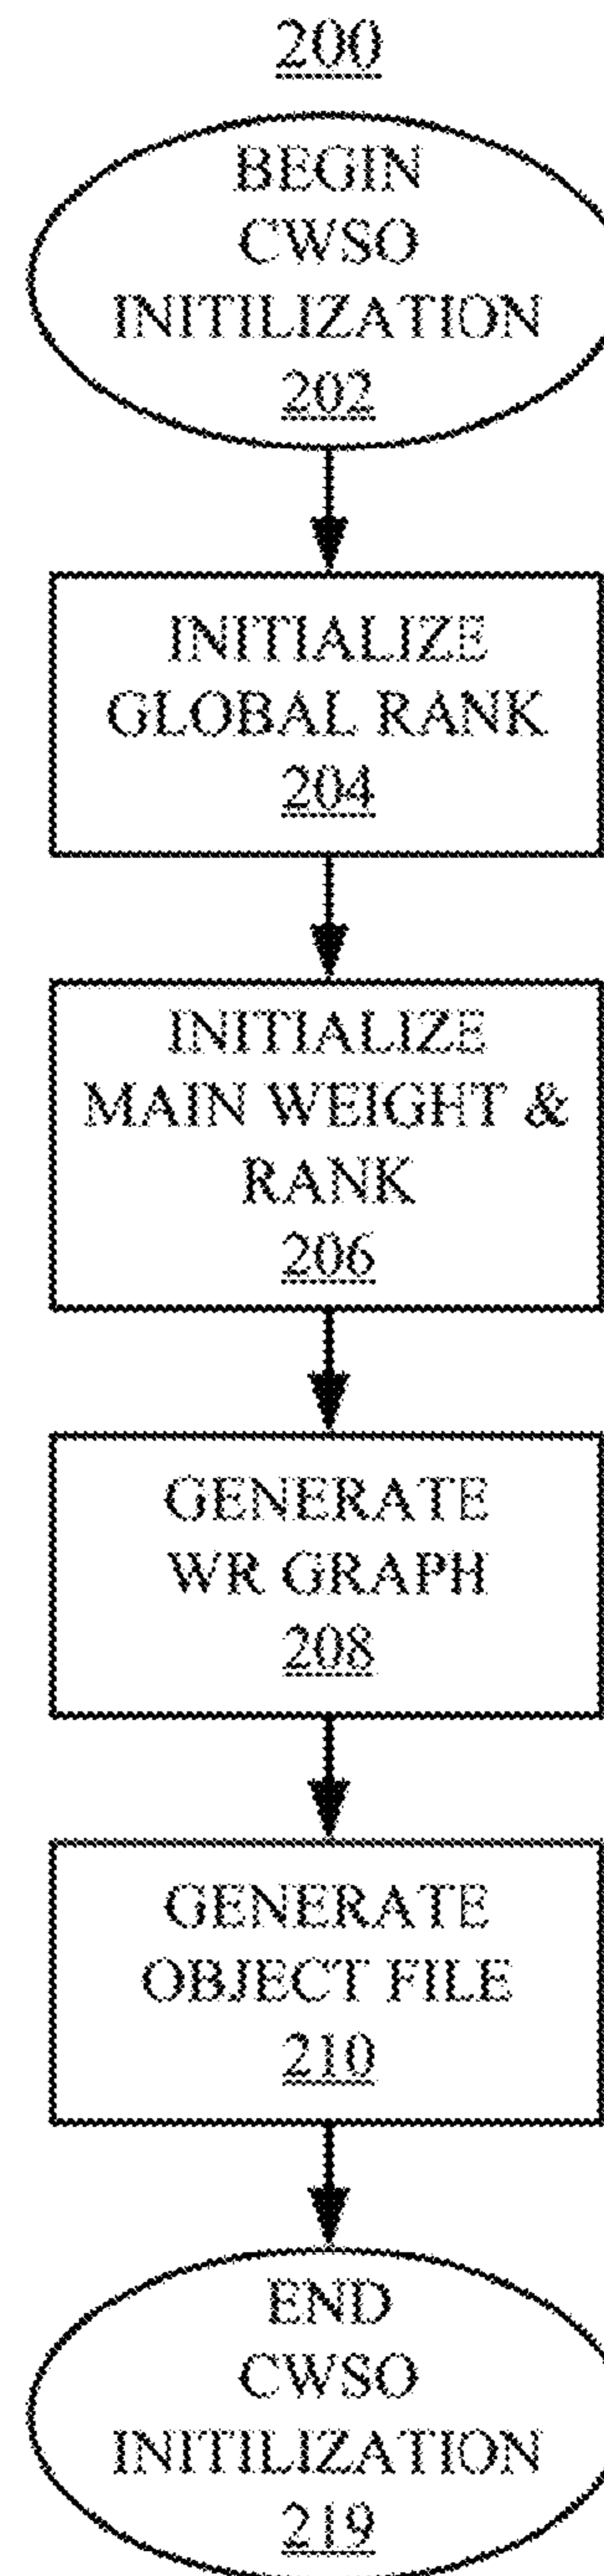 200
BEGIN
CWSO
INITILIZATION
202
INITIALIZE
GLOBAL RANK
204
INITIALIZE
MAIN WEIGHT &
RANK
206
GENERATE
WR GRAPH
208
GENERATE
OBJECT FILE
210
END
CWSO
INITILIZATION
219